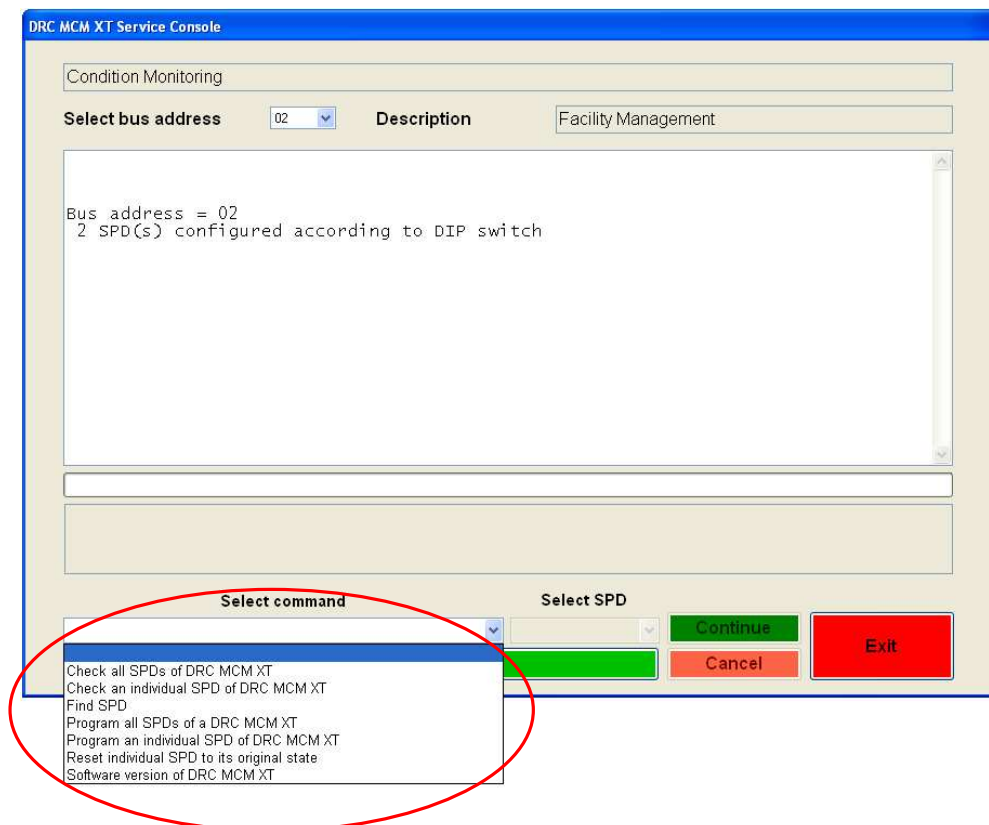 DRC MCM XT Service Console
Condition Monitoring
Select bus address 02 Description Facility Management
Bus address = 02
2 SPD(s) configured according to DIP switch
Select command Select SPD
Continue
Exit
Cancel
Check all SPDs of DRC MCM XT
Check an individual SPD of DRC MCM XT
Find SPD
Program all SPDs of a DRC MCM XT
Program an individual SPD of DRC MCM XT
Reset individual SPD to its original state
Software version of DRC MCM XT